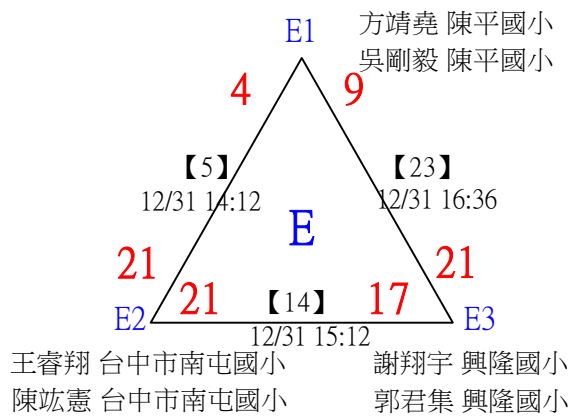 E1
方靖堯 陳平國小
吳剛毅 陳平國小
4
9
【5】
12/31 14:12
【23】
12/31 16:36
E
21
21
E2
21
【14】
17
E3
12/31 15:12
王睿翔 台中市南屯國小
陳竑憲 台中市南屯國小
謝翔宇 興隆國小
郭君集 興隆國小